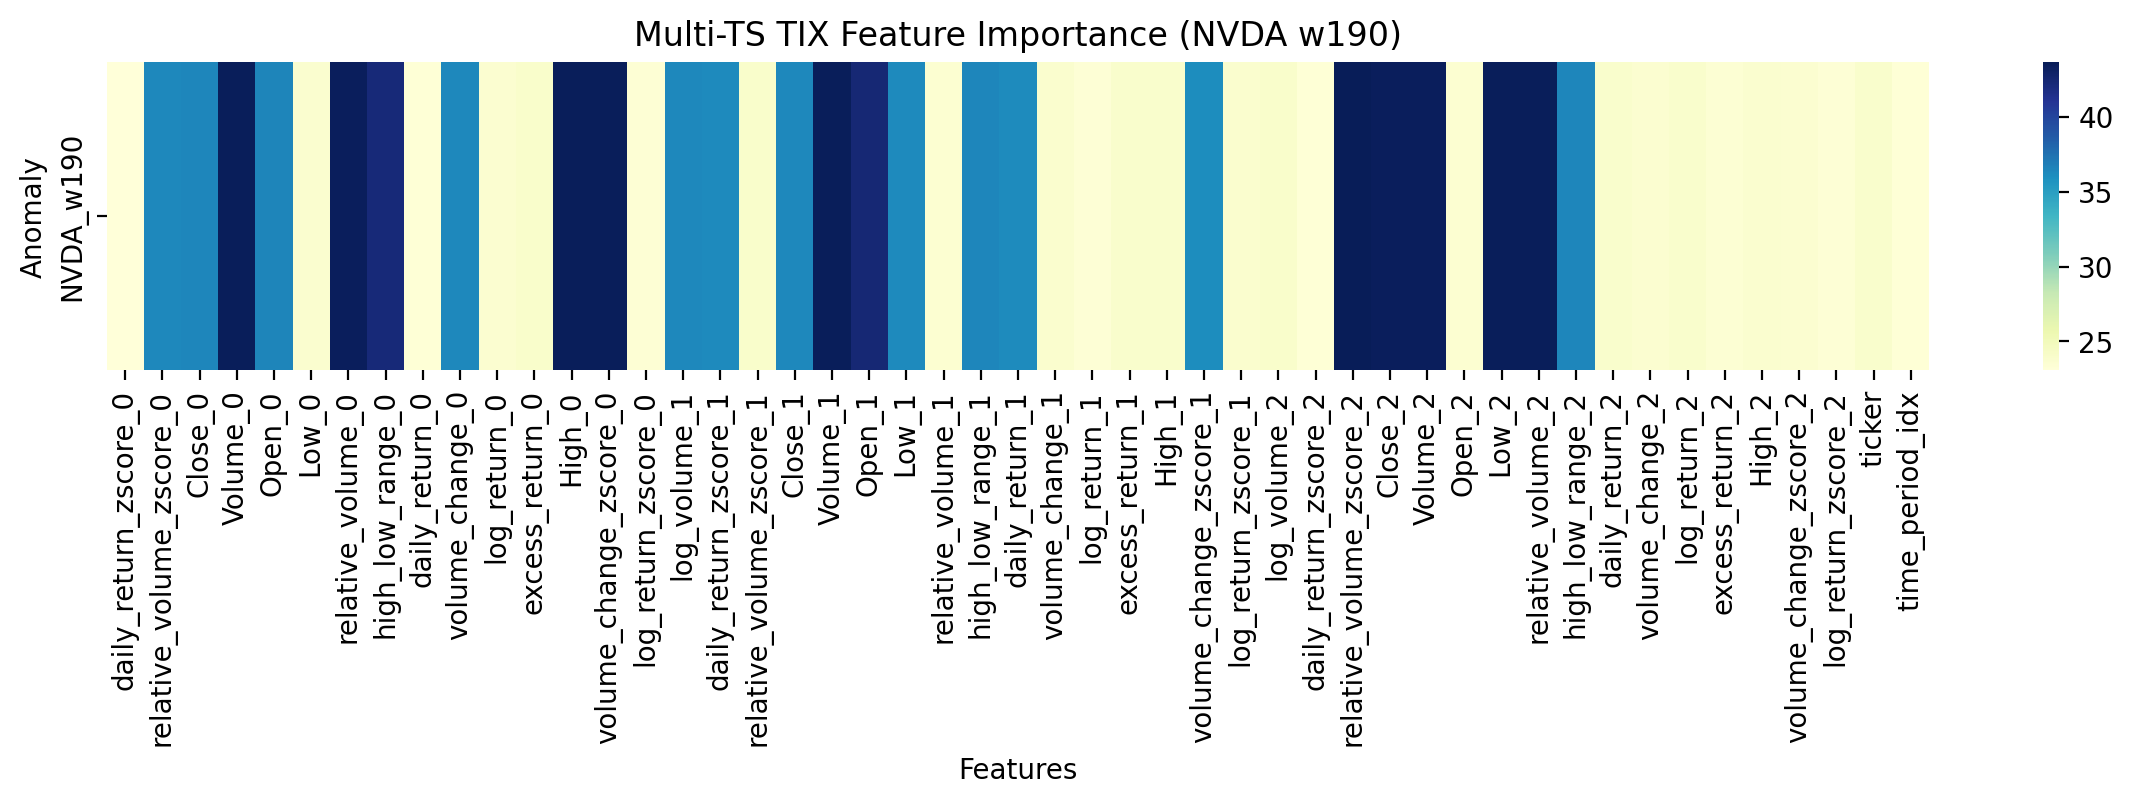 Multi-TS TIX Feature Importance (NVDA w190)
Anomaly
NVDA_w190
40
35
30
25
daily_return_zscore_0
relative_volume_zscore_0
Close_0
Volume_0
Open_0
Low_0
relative_volume_0
high_low_range_0
daily_return_0
volume_change_0
log_return_0
excess_return_0
High_0
volume_change_zscore_0
log_return_zscore_0
log_volume_1
daily_return_zscore_1
relative_volume_zscore_1
Close_1
Volume_1
Open_1
Low_1
relative_volume_1
high_low_range_1
daily_return_1
volume_change_1
log_return_1
excess_return_1
High_1
volume_change_zscore_1
log_return_zscore_1
log_volume_2
daily_return_zscore_2
relative_volume_zscore_2
Close_2
Volume_2
Open_2
Low_2
relative_volume_2
high_low_range_2
daily_return_2
volume_change_2
log_return_2
excess_return_2
High_2
volume_change_zscore_2
log_return_zscore_2
ticker
time_period_idx
Features